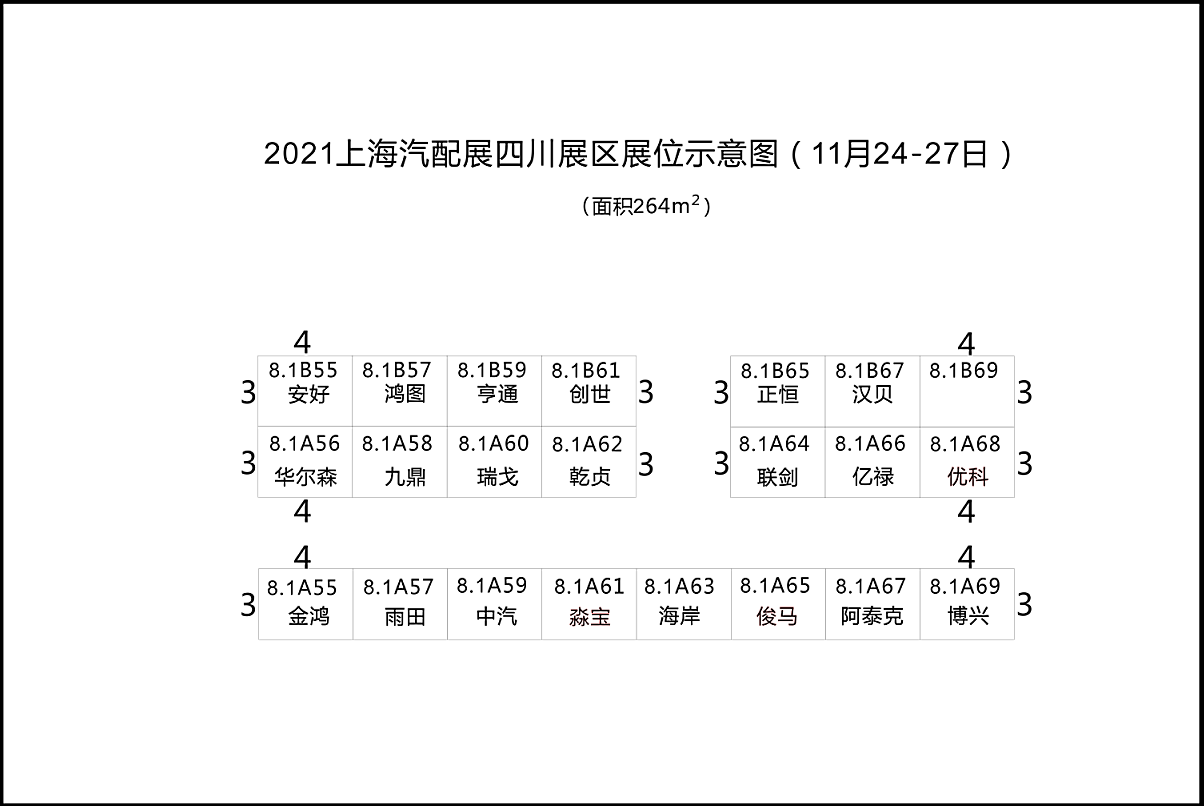 2021上海汽配展四川展区展位示意图（11月24-27日）
（面积264m²）
4 4
8.1B55 8.1B57 8.1B59 8.1B61 8.1B65 8.1B67 8.1B69
3 安好 鸿图 亨通 创世 3 3 正恒 汉贝 3
8.1A56 8.1A58 8.1A60 8.1A62 8.1A64 8.1A66 8.1A68
3 华尔森 九鼎 瑞戈 乾贞 3 3 联剑 亿禄 优科 3
4 4
4 4
8.1A55 8.1A57 8.1A59 8.1A61 8.1A63 8.1A65 8.1A67 8.1A69
3 金鸿 雨田 中汽 淼宝 海岸 俊马 阿泰克 博兴 3